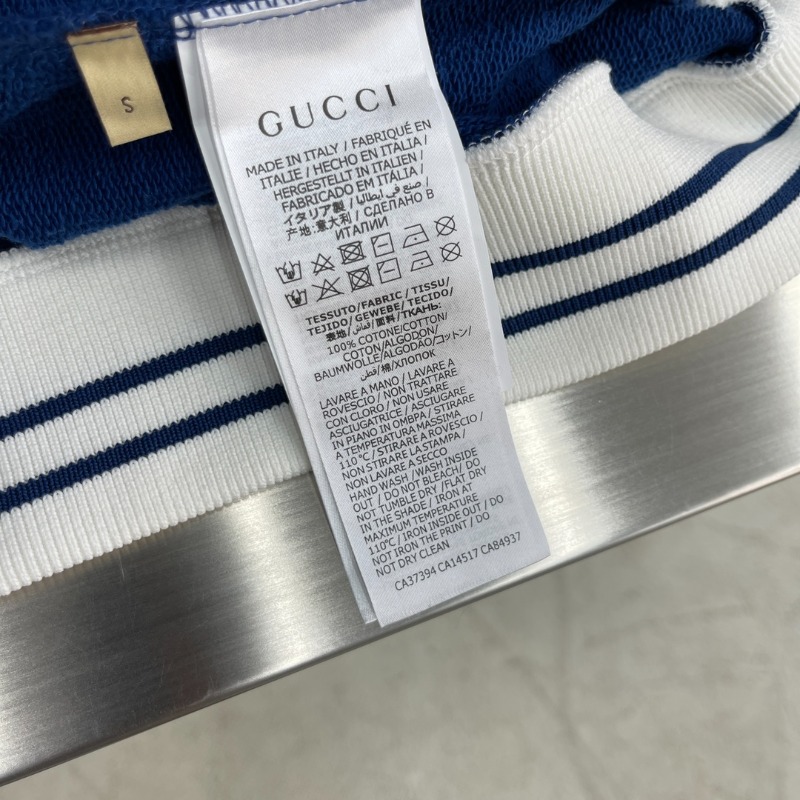 S
GUCCI
MADE IN ITALY / FABRIQUÉ EN
ITALIE / HECHO EN ITALIA /
HERGESTELLT IN ITALIEN /
FABRICADO EM ITÁLIA /
イタリア製 / صنع في ايطاليا /
产地:意大利 / СДЕЛАНО В
ИТАЛИИ
TESSUTO/FABRIC / TISSU/
TEJIDO/ GEWEBE/ TECIDO/
表地/ قماش/ 面料/ ТКАНЬ:
100% COTONE/COTTON/
COTON/ALGODON/
BAUMWOLLE/ALGODAO/コットン/
قطن/棉/ХЛОПОК
LAVARE A MANO / LAVARE A
ROVESCIO / NON TRATTARE
CON CLORO / NON USARE
ASCIUGATRICE / ASCIUGARE
IN PIANO IN OMBRA / STIRARE
A TEMPERATURA MASSIMA
110°C / STIRARE A ROVESCIO /
NON STIRARE LA STAMPA /
NON LAVARE A SECCO
HAND WASH / WASH INSIDE
OUT / DO NOT BLEACH / DO
NOT TUMBLE DRY /FLAT DRY
IN THE SHADE / IRON AT
MAXIMUM TEMPERATURE
110°C / IRON INSIDE OUT / DO
NOT IRON THE PRINT / DO
NOT DRY CLEAN
CA37394 CA14517 CA84937